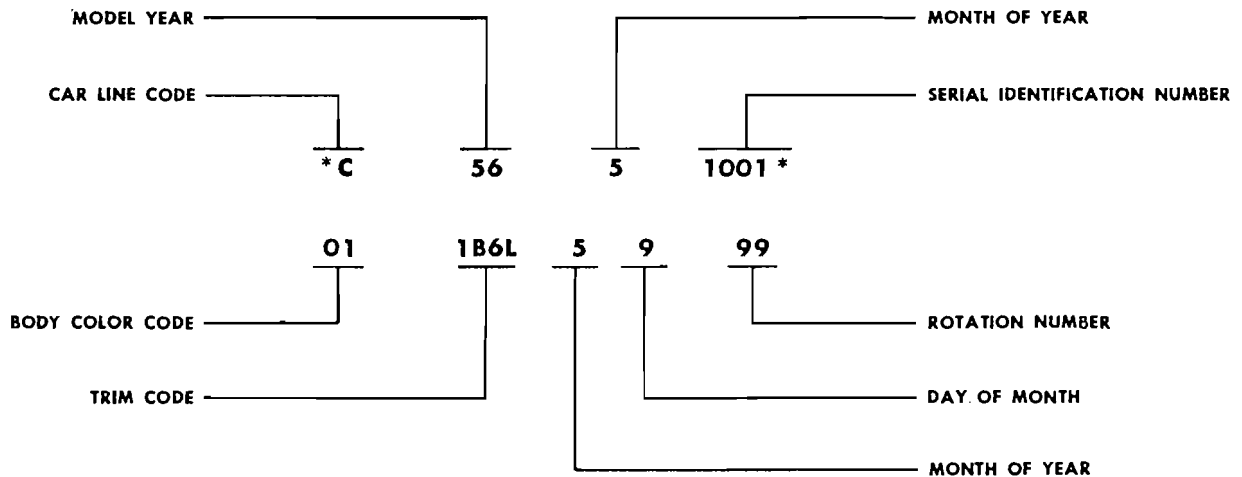 MODEL YEAR
MONTH OF YEAR
CAR LINE CODE
SERIAL IDENTIFICATION NUMBER
*C 56 5 1001*
01 1B6L 5 9 99
BODY COLOR CODE
ROTATION NUMBER
TRIM CODE
DAY OF MONTH
MONTH OF YEAR